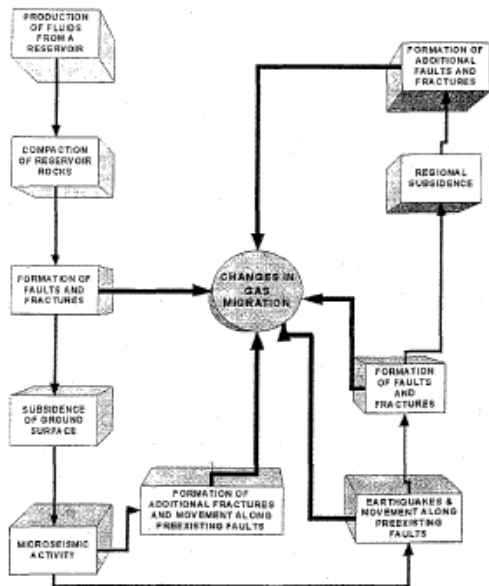 PRODUCTION
OF FLUIDS
FROM A
RESERVOIR
COMPACTION
OF RESERVOIR
ROCKS
FORMATION OF
FAULTS AND
FRACTURES
SUBSIDENCE
OF GROUND
SURFACE
MICROSEISMIC
ACTIVITY
FORMATION OF
ADDITIONAL FRACTURES
AND MOVEMENT ALONG
PREEXISTING FAULTS
CHANGES IN
GAS
MIGRATION
FORMATION OF
ADDITIONAL
FAULTS AND
FRACTURES
REGIONAL
SUBSIDENCE
FORMATION
OF FAULTS
AND
FRACTURES
EARTHQUAKES &
MOVEMENT ALONG
PREEXISTING
FAULTS